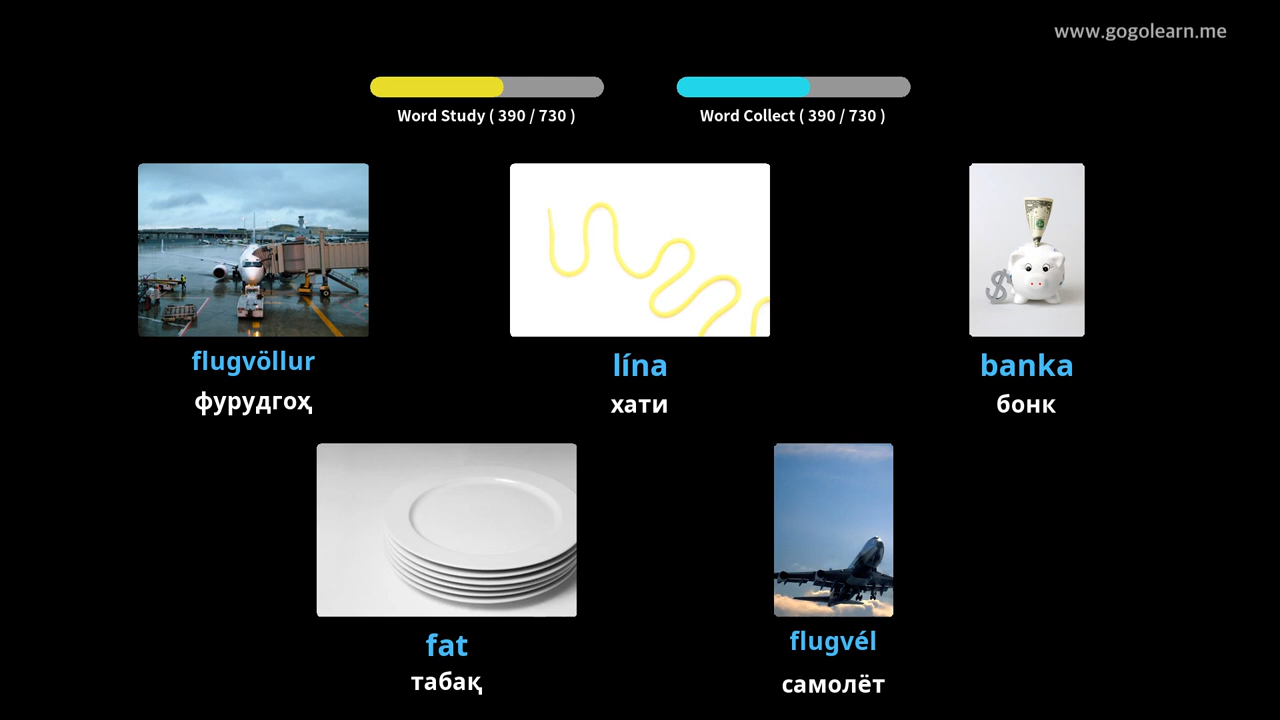 www.gogolearn.me
Word Study ( 390 / 730 )
Word Collect ( 390 / 730 )
flugvöllur
фурудгоҳ
lína
хати
banka
бонк
fat
табақ
flugvél
самолёт